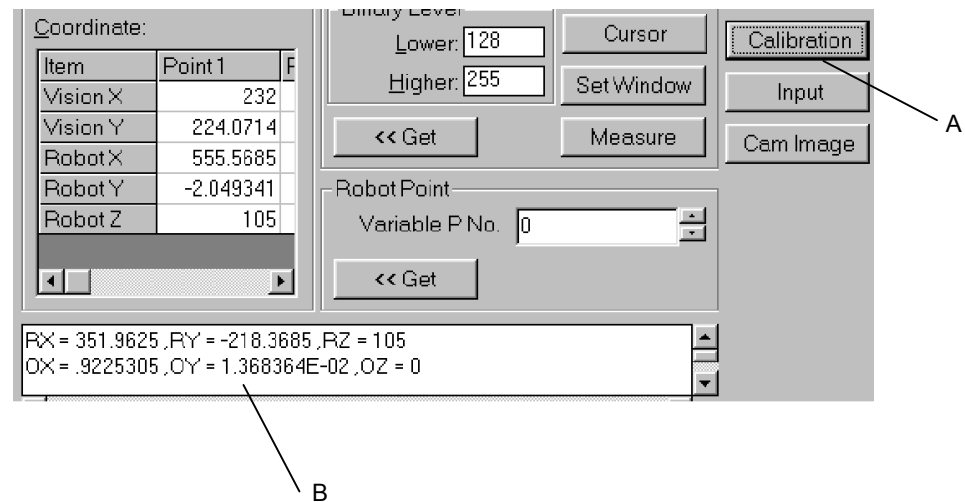 Coordinate:
Item Point 1
Vision X 232
Vision Y 224.0714
Robot X 555.5685
Robot Y -2.049341
Robot Z 105
Binary Level
Lower: 128
Higher: 255
<< Get
Cursor
Set Window
Measure
Robot Point
Variable P No. 0
<< Get
Calibration
Input
Cam Image
A
RX = 351.9625 ,RY = -218.3685 ,RZ = 105
OX = .9225305 ,OY = 1.368364E-02 ,OZ = 0
B